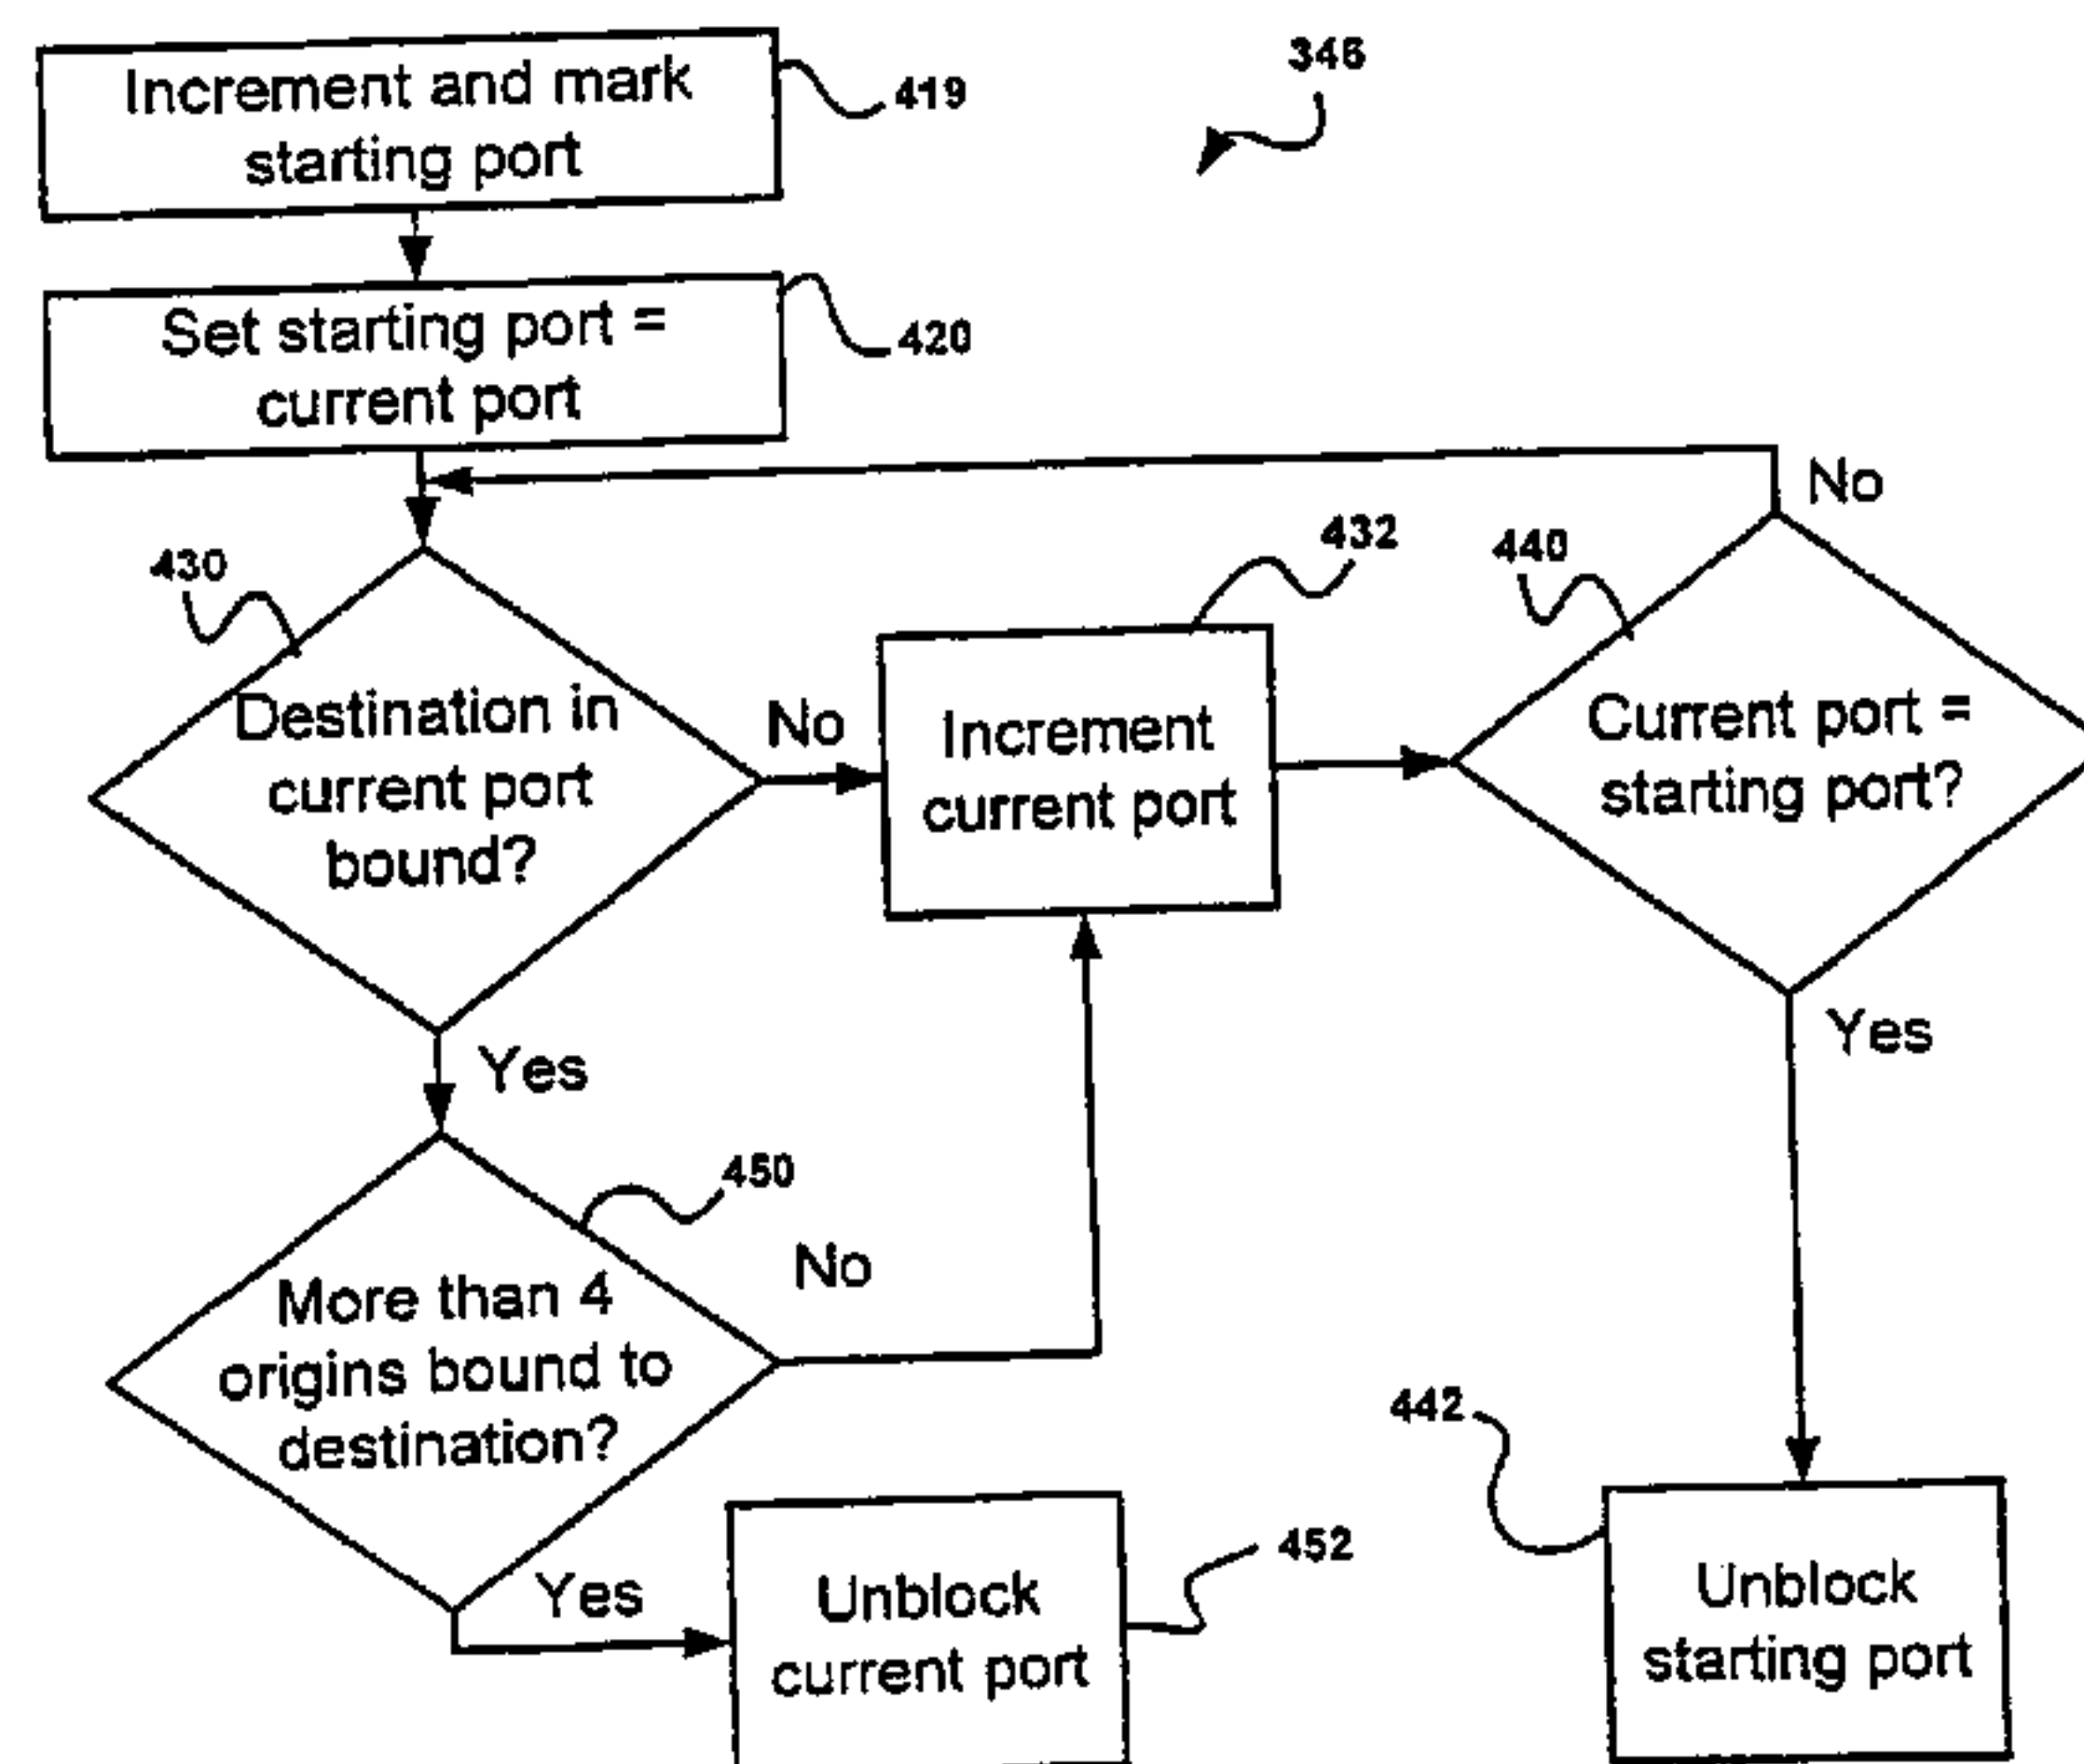 Increment and mark
starting port
419
346
Set starting port =
current port
420
No
430
432
440
Destination in
current port
bound?
No
Increment
current port
Current port =
starting port?
Yes
Yes
450
More than 4
origins bound to
destination?
No
442
452
Yes
Unblock
current port
Unblock
starting port